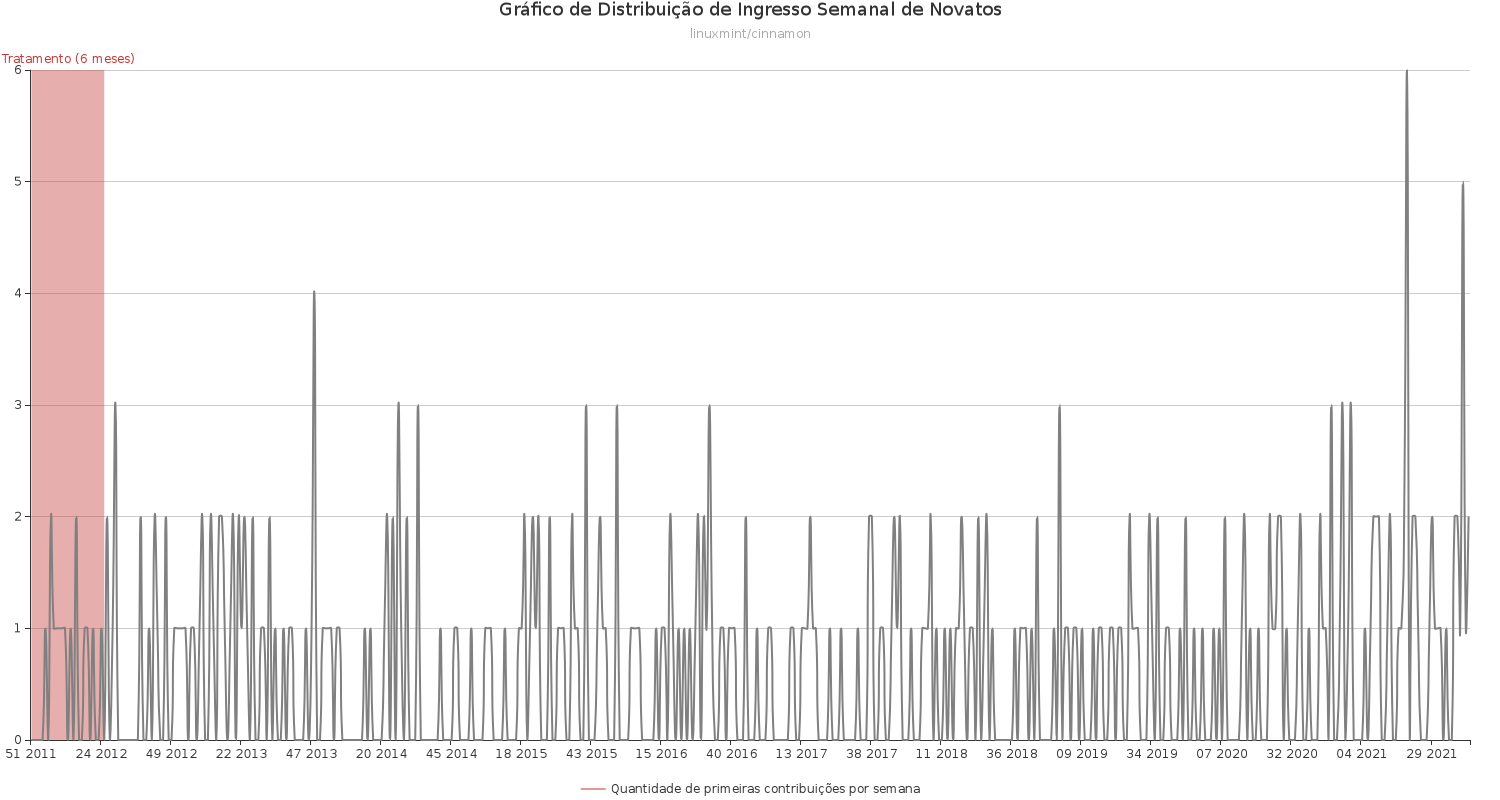 Gráfico de Distribuição de Ingresso Semanal de Novatos
linuxmint/cinnamon
Tratamento (6 meses)
6
5
4
3
2
1
0
51 2011 24 2012 49 2012 22 2013 47 2013 20 2014 45 2014 18 2015 43 2015 15 2016 40 2016 13 2017 38 2017 11 2018 36 2018 09 2019 34 2019 07 2020 32 2020 04 2021 29 2021
Quantidade de primeiras contribuições por semana